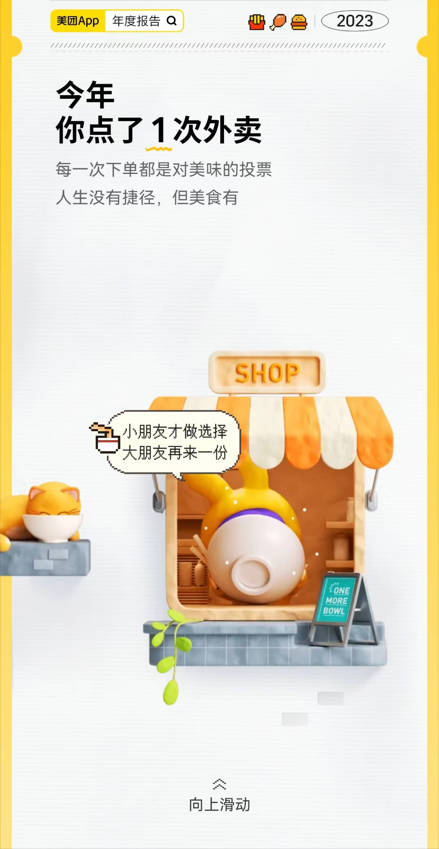 美团App 年度报告 2023
今年
你点了1次外卖
每一次下单都是对美味的投票
人生没有捷径，但美食有
SHOP
小朋友才做选择
大朋友再来一份
ONE
MORE
BOWL
向上滑动